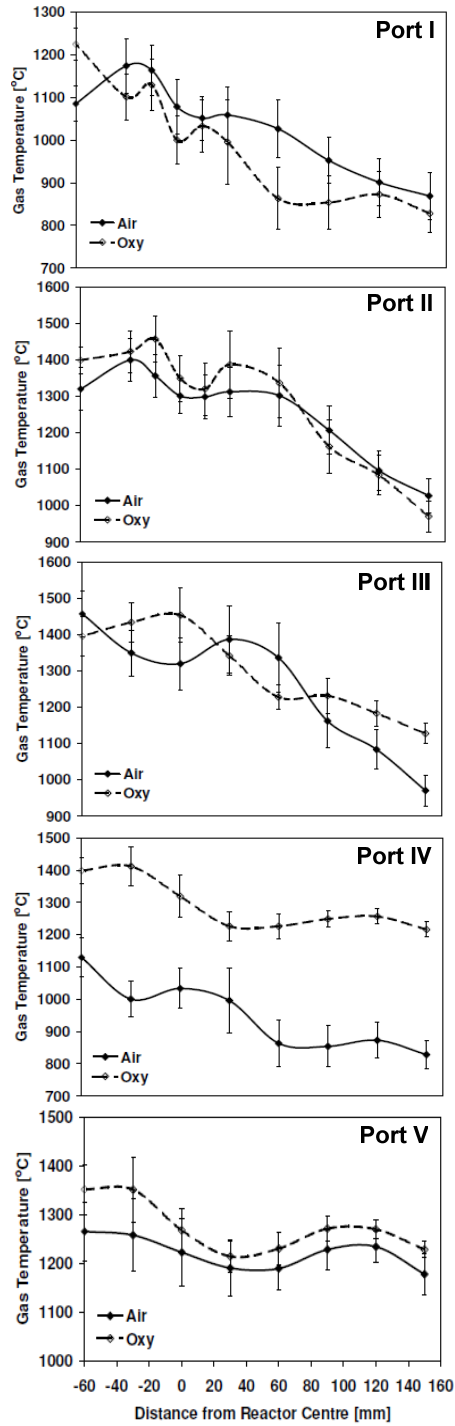 Port I
Gas Temperature [°C]
1300
1200
1100
1000
900
800
700
Air
Oxy
Port II
Gas Temperature [°C]
1600
1500
1400
1300
1200
1100
1000
900
Air
Oxy
Port III
Gas Temperature [°C]
1600
1500
1400
1300
1200
1100
1000
900
Air
Oxy
Port IV
Gas Temperature [°C]
1500
1400
1300
1200
1100
1000
900
800
700
Air
Oxy
Port V
Gas Temperature [°C]
1500
1400
1300
1200
1100
1000
Air
Oxy
-60 -40 -20 0 20 40 60 80 100 120 140 160
Distance from Reactor Centre [mm]